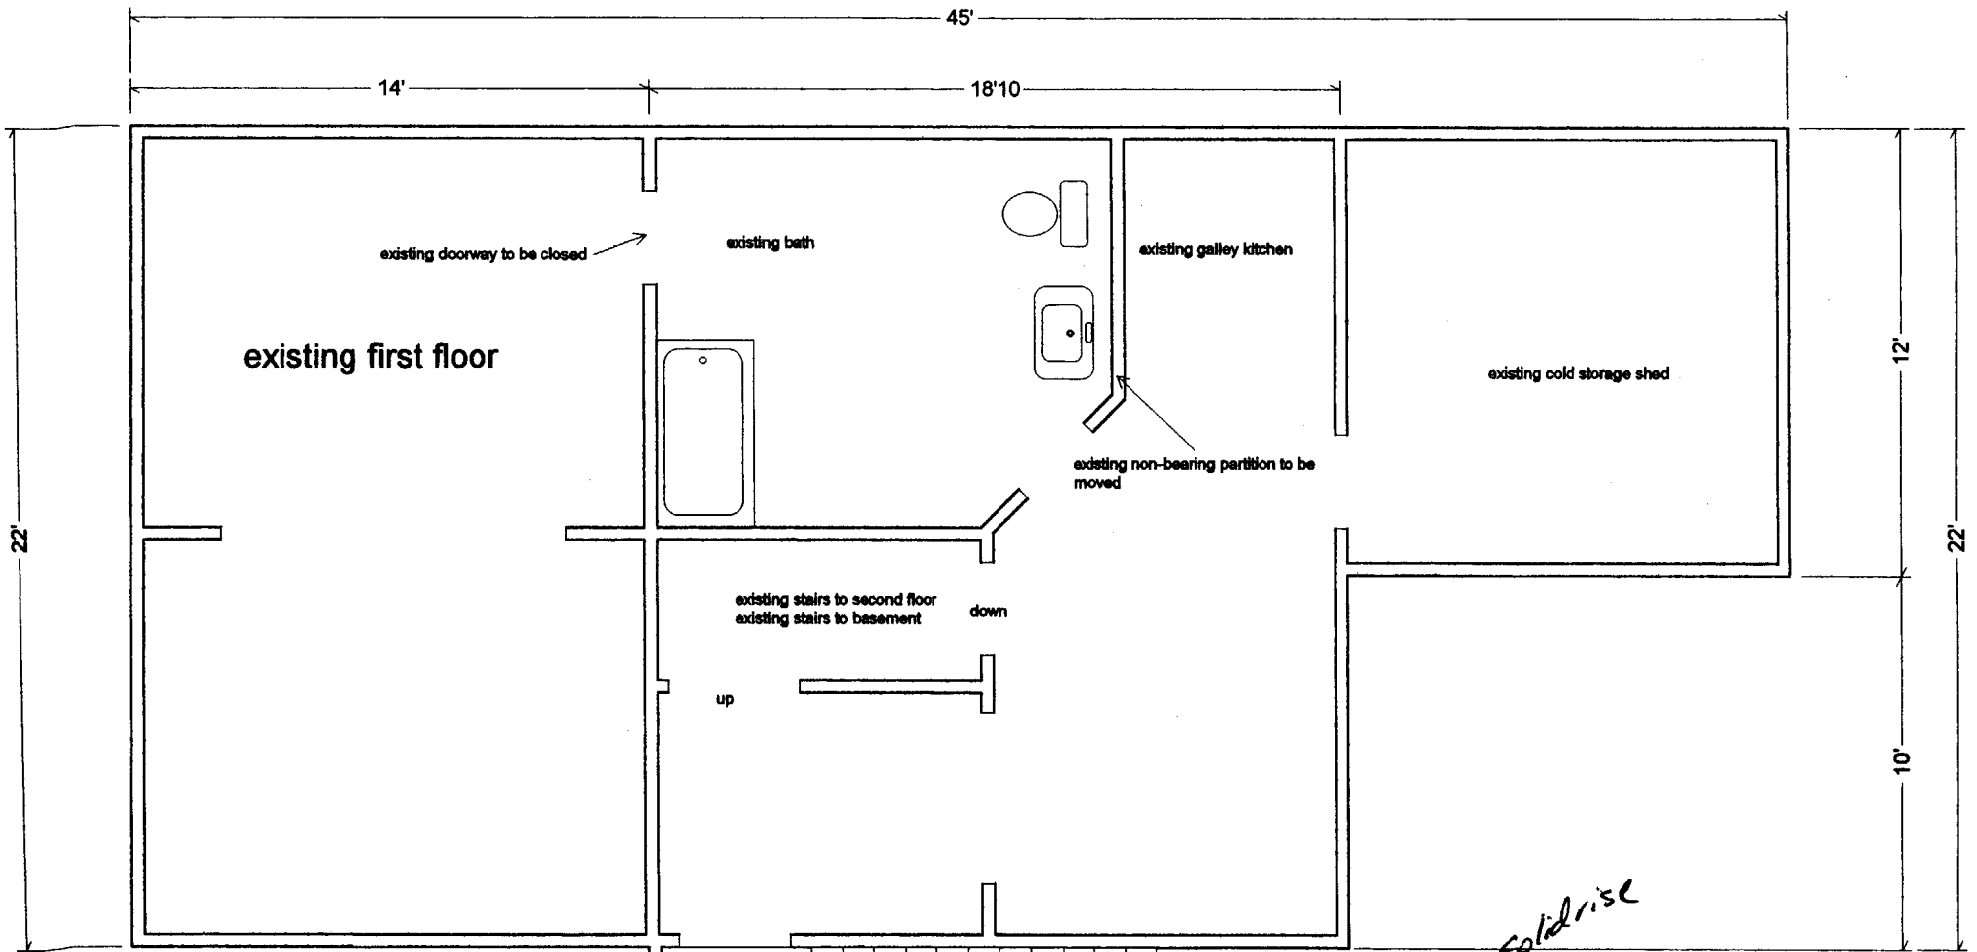 45'
14'
18'10
existing doorway to be closed
existing bath
existing galley kitchen
existing first floor
12'
existing cold storage shed
existing non-bearing partition to be
moved
22'
22'
existing stairs to second floor
existing stairs to basement
down
up
10'
solid rise